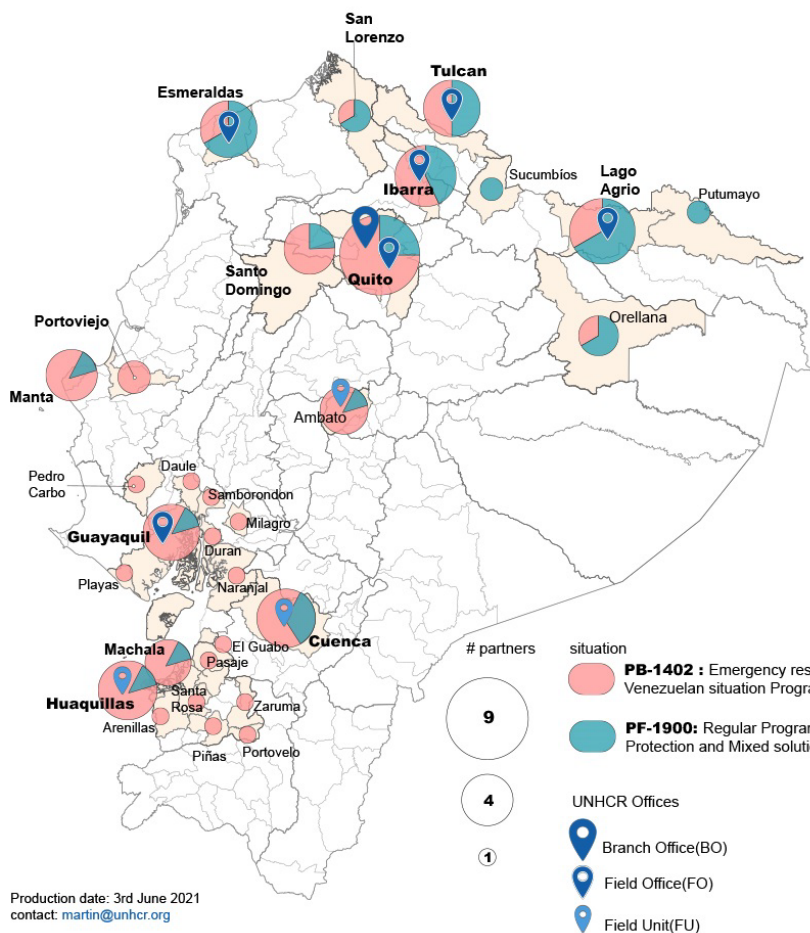 San
Lorenzo
Esmeraldas
Tulcan
Ibarra
Sucumbíos
Lago
Agrio
Putumayo
Santo
Domingo
Quito
Portoviejo
Orellana
Manta
Ambato
Pedro
Carbo
Daule
Samborondon
Guayaquil
Milagro
Duran
Playas
Naranjal
Cuenca
Machala
El Guabo
Pasaje
Huaquillas
Santa
Rosa
Zaruma
Arenillas
Piñas
Portovelo
# partners
9
4
1
situation
PB-1402 : Emergency res
Venezuelan situation Progra
PF-1900: Regular Progran
Protection and Mixed solution
UNHCR Offices
Branch Office(BO)
Field Office(FO)
Field Unit(FU)
Production date: 3rd June 2021
contact: martin@unhcr.org